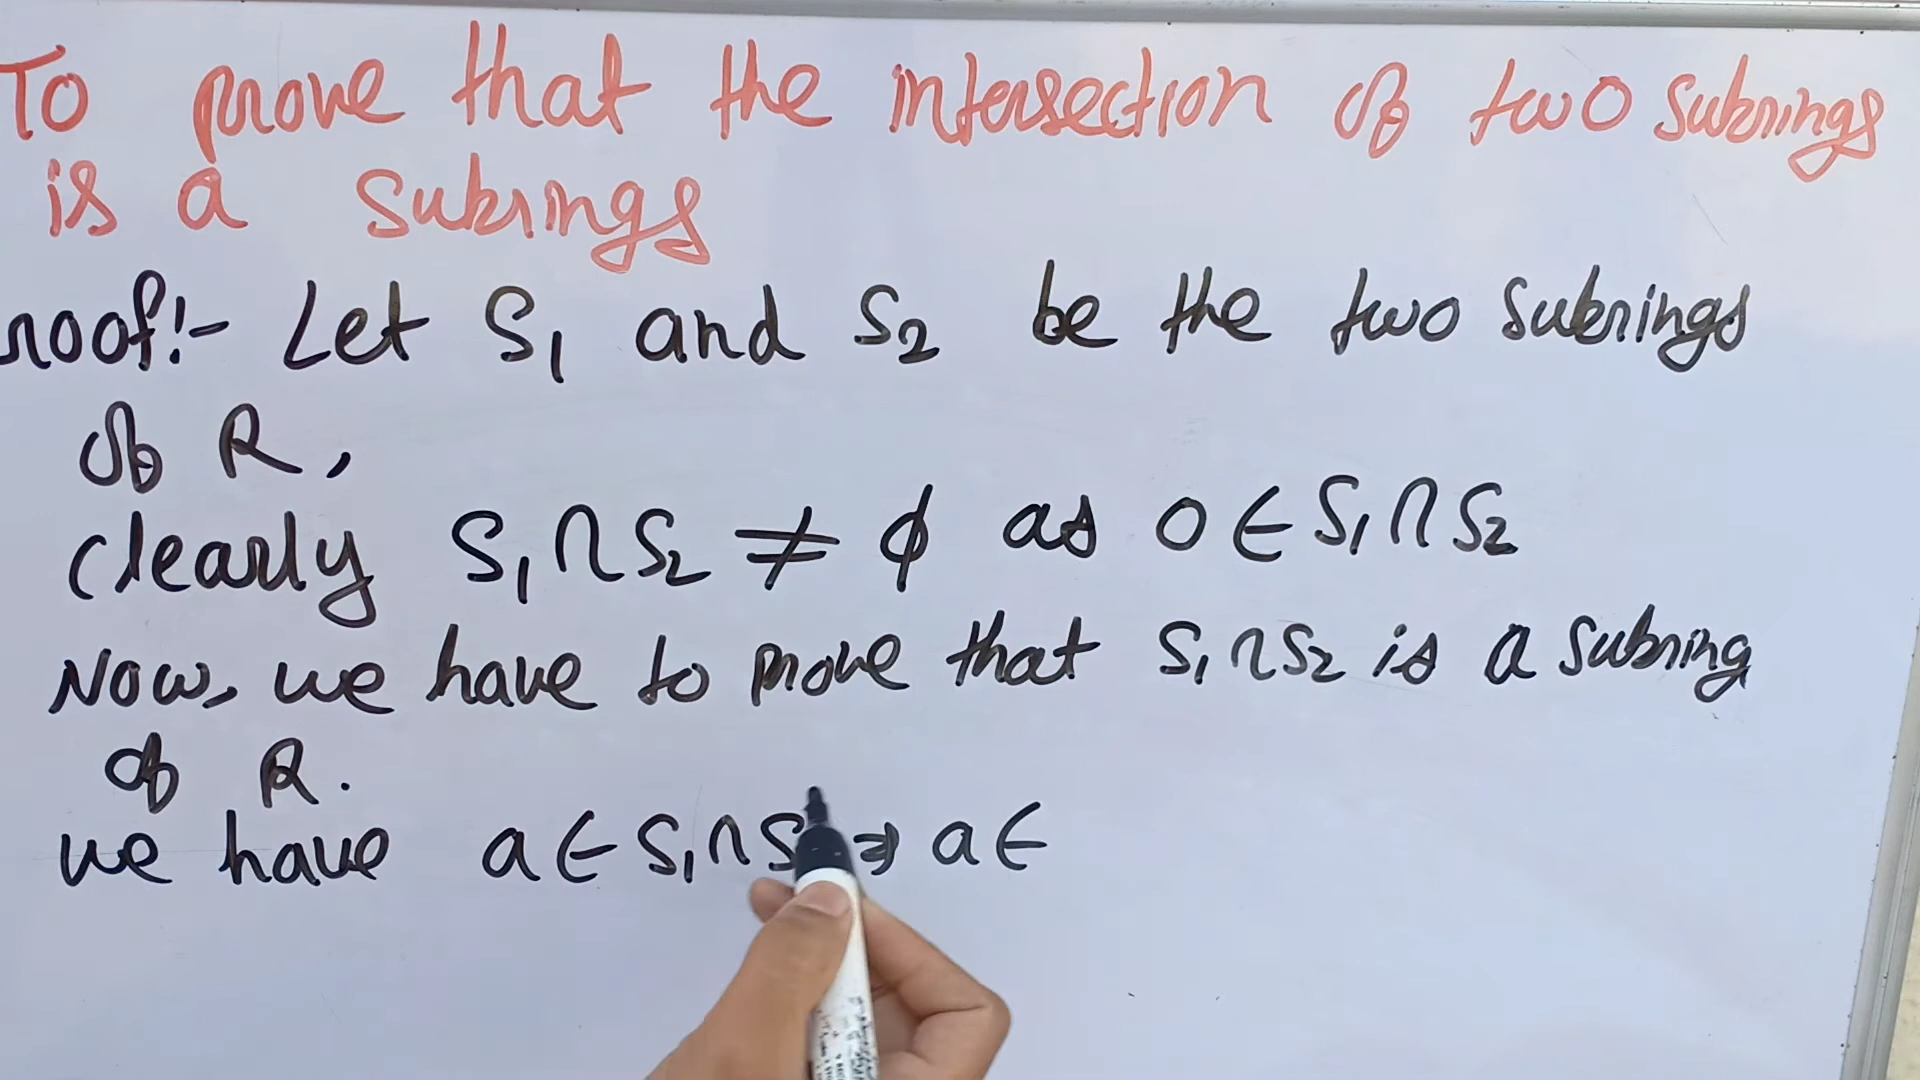 To prove that the intersection of two subrings
is a subrings
roof:- Let S₁ and S₂ be the two subrings
of R,
clearly S₁∩S₂ ≠ ϕ as 0 ∈ S₁∩S₂
Now, we have to prove that S₁∩S₂ is a subring
of R.
we have a ∈ S₁∩S ⇒ a ∈